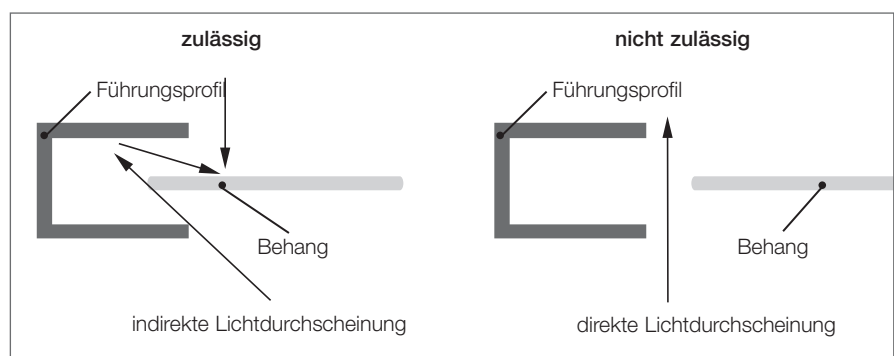 zulässig
nicht zulässig
Führungsprofil
Führungsprofil
Behang
Behang
indirekte Lichtdurchscheinung
direkte Lichtdurchscheinung